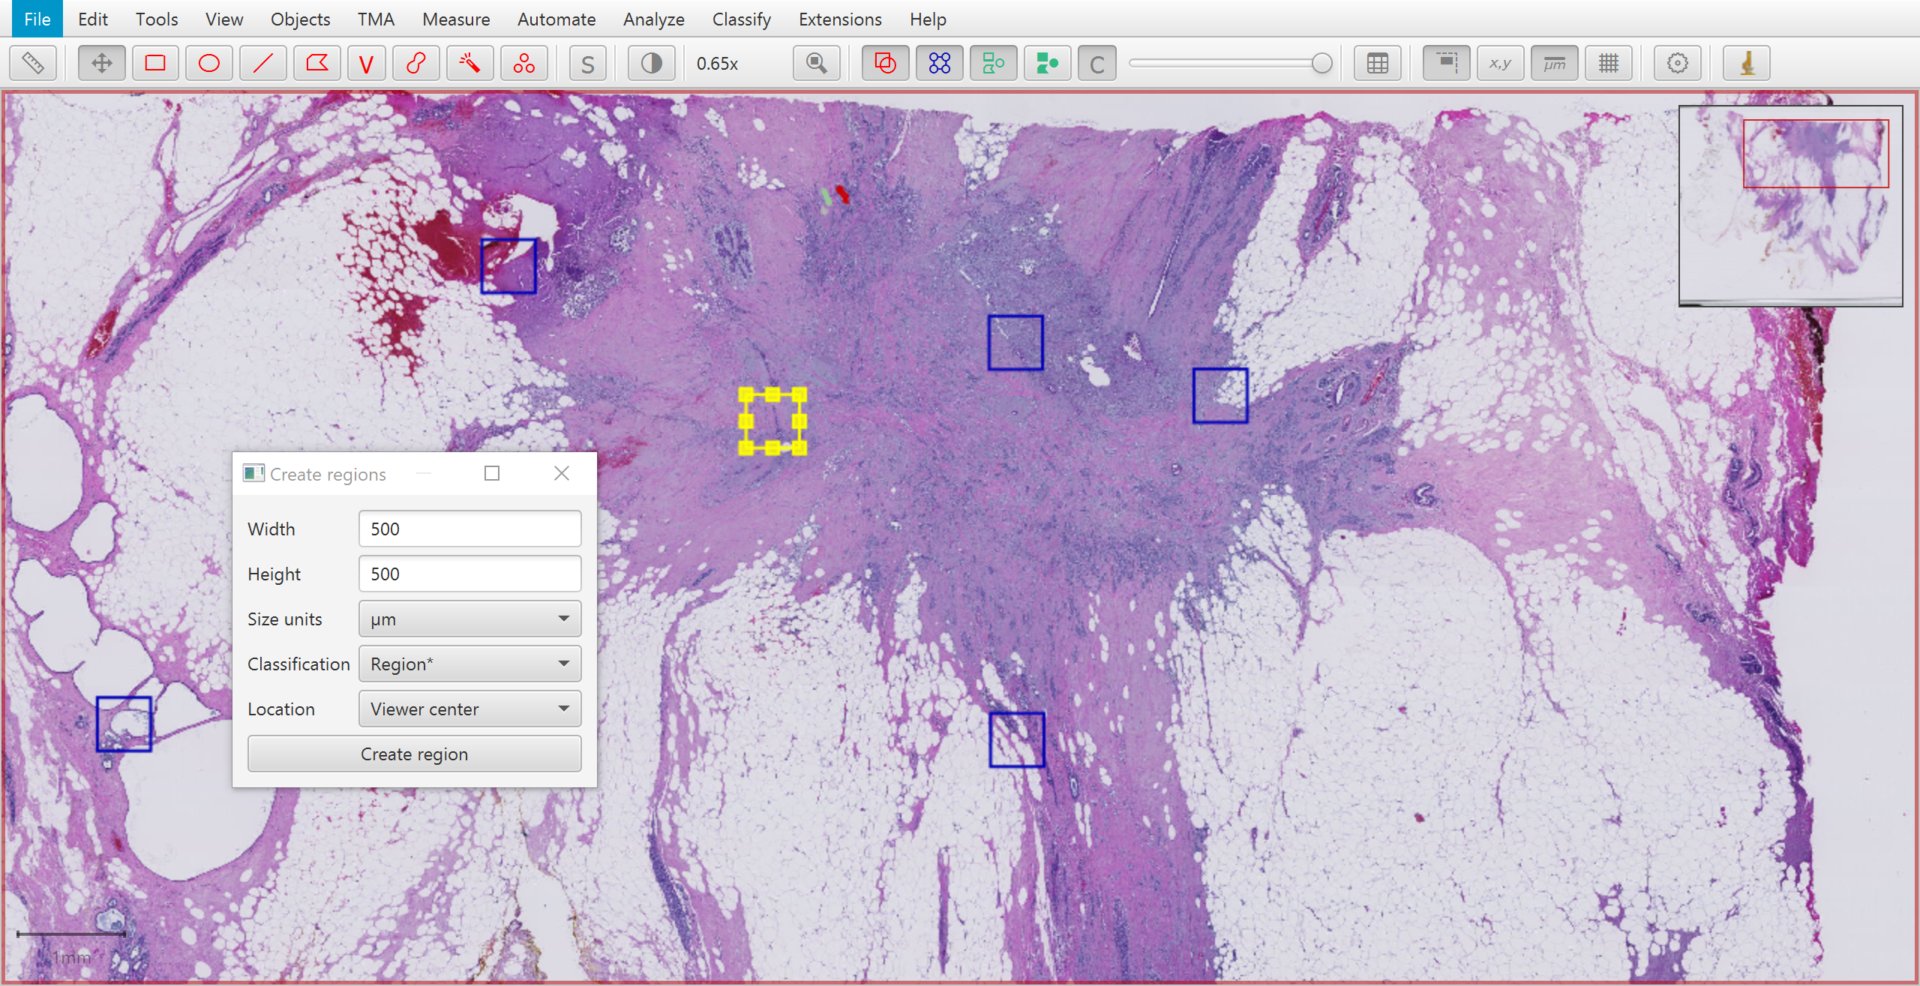 File Edit Tools View Objects TMA Measure Automate Analyze Classify Extensions Help
V S 0.65x C x,y µm
Create regions
Width 500
Height 500
Size units µm
Classification Region*
Location Viewer center
Create region
1mm